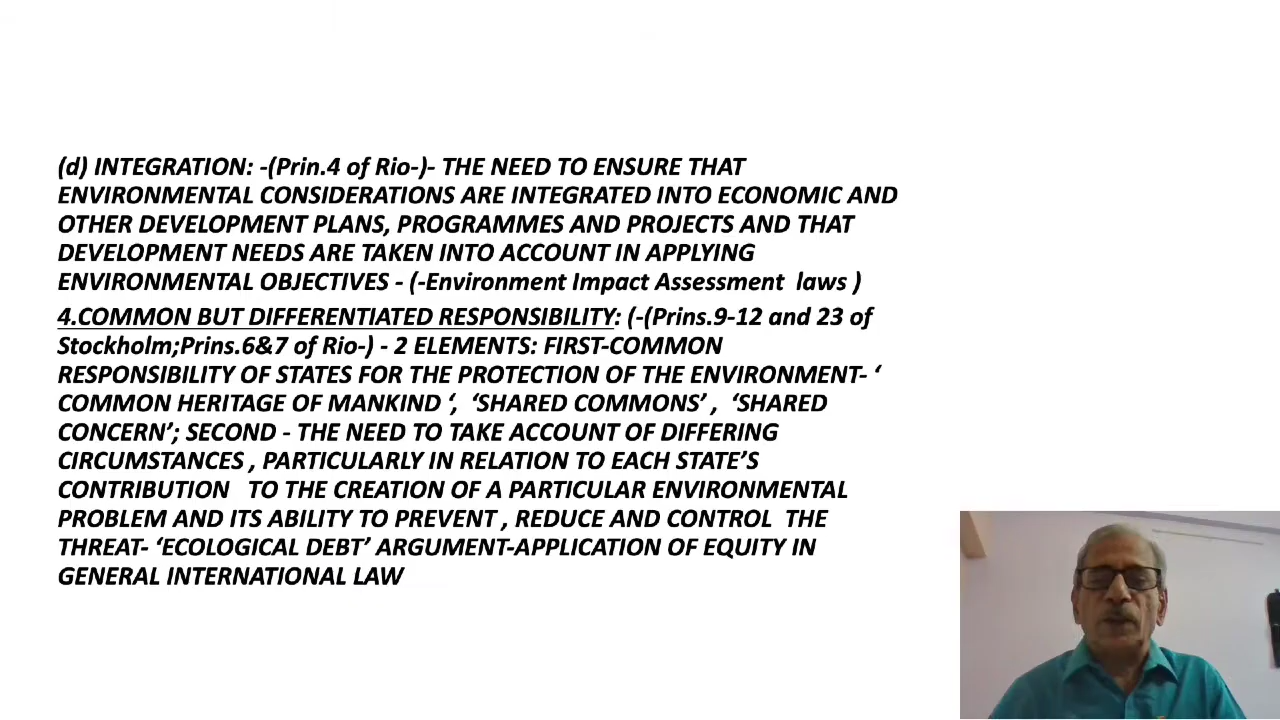 (d) INTEGRATION: -(Prin.4 of Rio-)- THE NEED TO ENSURE THAT
ENVIRONMENTAL CONSIDERATIONS ARE INTEGRATED INTO ECONOMIC AND
OTHER DEVELOPMENT PLANS, PROGRAMMES AND PROJECTS AND THAT
DEVELOPMENT NEEDS ARE TAKEN INTO ACCOUNT IN APPLYING
ENVIRONMENTAL OBJECTIVES - (-Environment Impact Assessment  laws )
4.COMMON BUT DIFFERENTIATED RESPONSIBILITY: (-(Prins.9-12 and 23 of
Stockholm;Prins.6&7 of Rio-) - 2 ELEMENTS: FIRST-COMMON
RESPONSIBILITY OF STATES FOR THE PROTECTION OF THE ENVIRONMENT- ‘
COMMON HERITAGE OF MANKIND ‘,  ‘SHARED COMMONS’ ,  ‘SHARED
CONCERN’; SECOND - THE NEED TO TAKE ACCOUNT OF DIFFERING
CIRCUMSTANCES , PARTICULARLY IN RELATION TO EACH STATE’S
CONTRIBUTION   TO THE CREATION OF A PARTICULAR ENVIRONMENTAL
PROBLEM AND ITS ABILITY TO PREVENT , REDUCE AND CONTROL  THE
THREAT- ‘ECOLOGICAL DEBT’ ARGUMENT-APPLICATION OF EQUITY IN
GENERAL INTERNATIONAL LAW